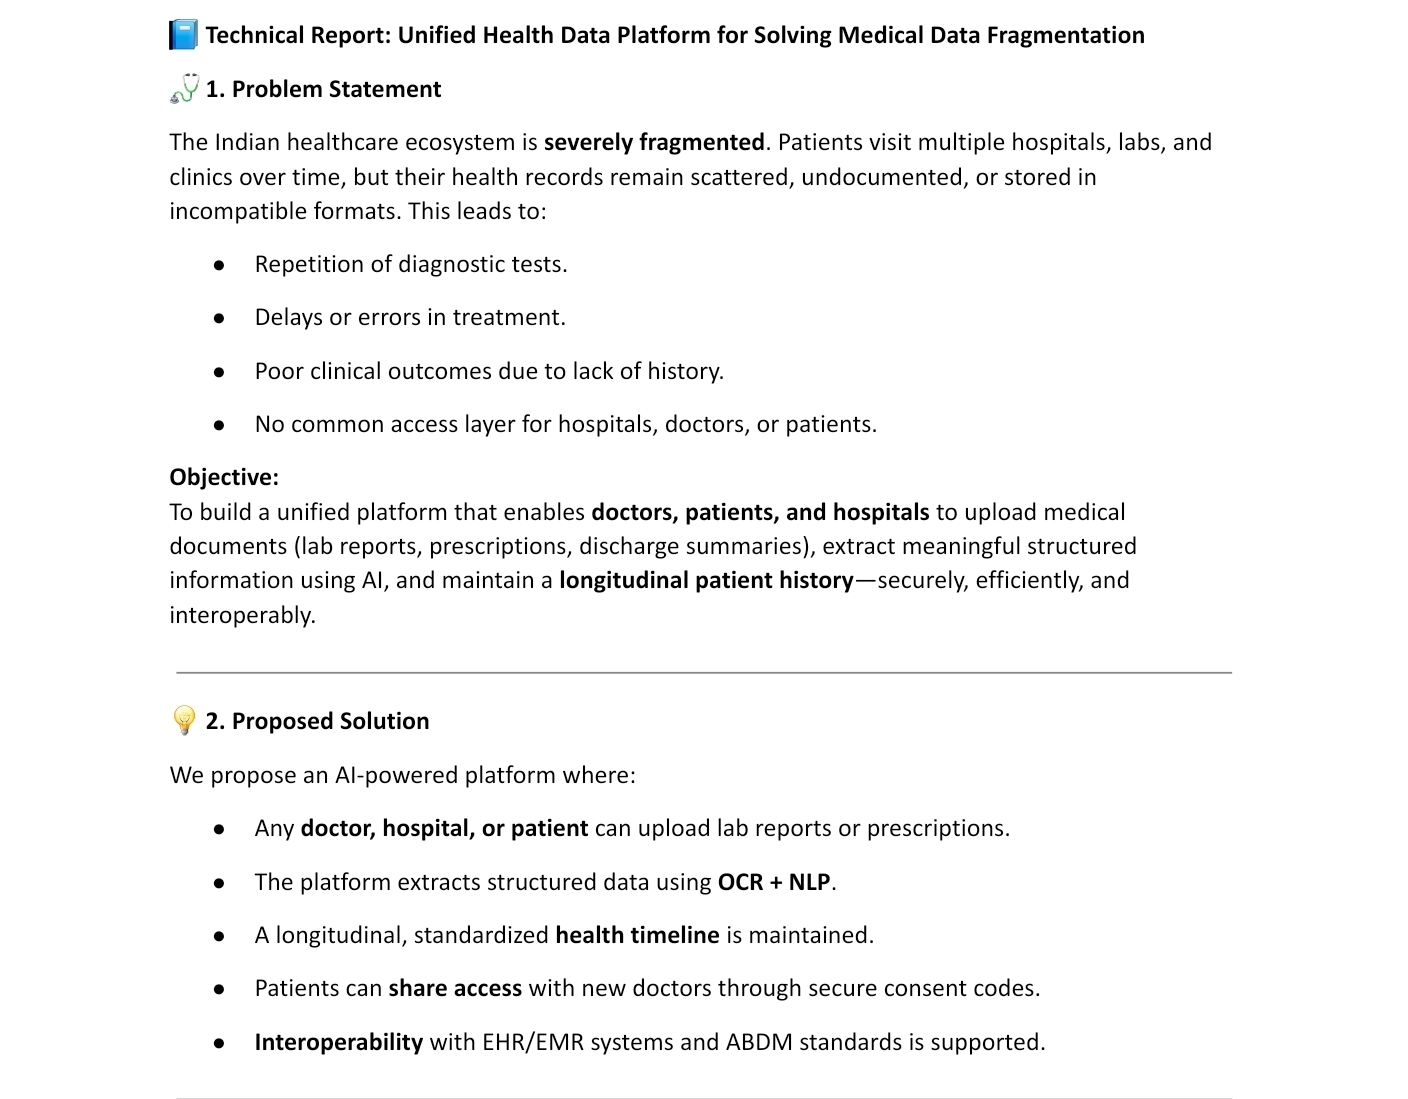 📘 Technical Report: Unified Health Data Platform for Solving Medical Data Fragmentation
🩺 1. Problem Statement
The Indian healthcare ecosystem is severely fragmented. Patients visit multiple hospitals, labs, and
clinics over time, but their health records remain scattered, undocumented, or stored in
incompatible formats. This leads to:
● Repetition of diagnostic tests.
● Delays or errors in treatment.
● Poor clinical outcomes due to lack of history.
● No common access layer for hospitals, doctors, or patients.
Objective:
To build a unified platform that enables doctors, patients, and hospitals to upload medical
documents (lab reports, prescriptions, discharge summaries), extract meaningful structured
information using AI, and maintain a longitudinal patient history—securely, efficiently, and
interoperably.
💡 2. Proposed Solution
We propose an AI-powered platform where:
● Any doctor, hospital, or patient can upload lab reports or prescriptions.
● The platform extracts structured data using OCR + NLP.
● A longitudinal, standardized health timeline is maintained.
● Patients can share access with new doctors through secure consent codes.
● Interoperability with EHR/EMR systems and ABDM standards is supported.